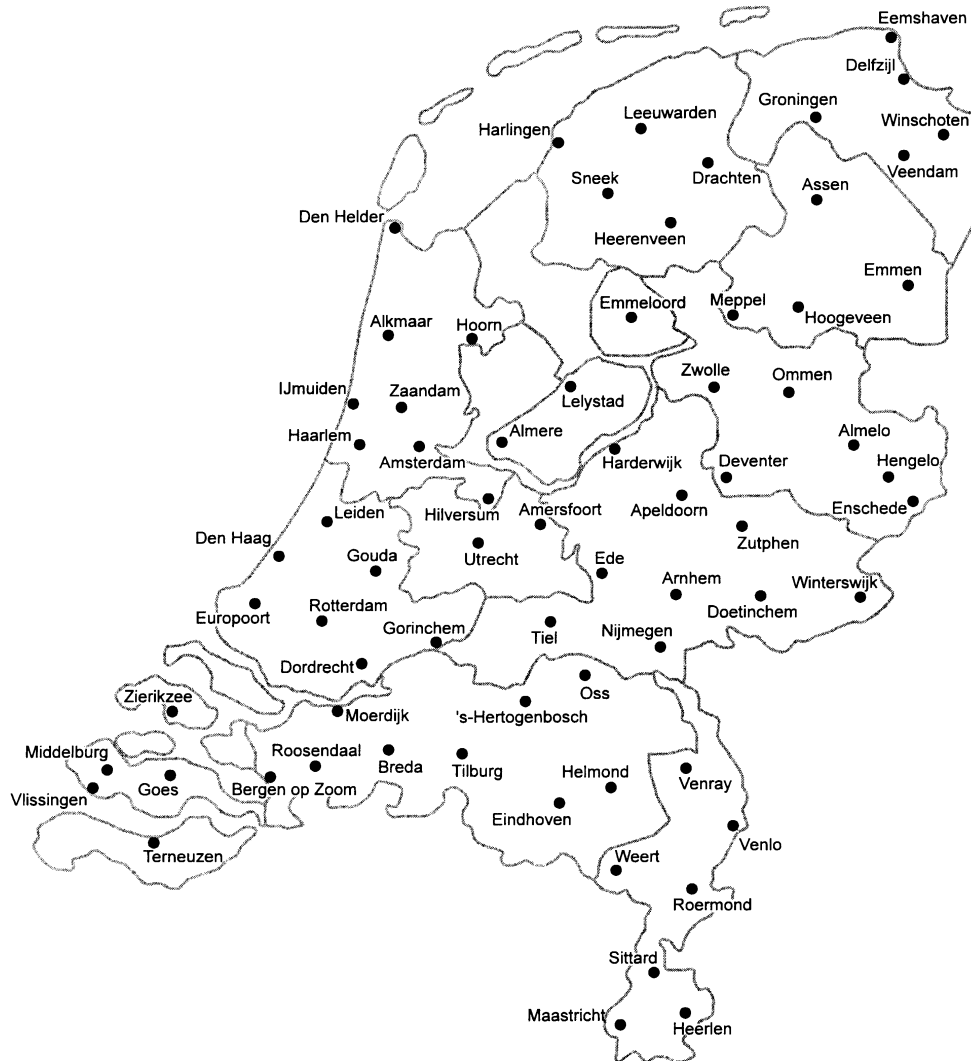 Eemshaven
Delfzijl
Groningen
Leeuwarden
Winschoten
Harlingen
Veendam
Drachten
Sneek
Assen
Den Helder
Heerenveen
Emmen
Emmeloord
Meppel
Hoogeveen
Alkmaar
Hoorn
Zwolle
Ommen
IJmuiden
Zaandam
Lelystad
Haarlem
Almere
Almelo
Amsterdam
Harderwijk
Deventer
Hengelo
Leiden
Hilversum
Amersfoort
Apeldoorn
Enschede
Den Haag
Gouda
Utrecht
Ede
Zutphen
Arnhem
Winterswijk
Europoort
Rotterdam
Doetinchem
Gorinchem
Tiel
Nijmegen
Dordrecht
Oss
Zierikzee
Moerdijk
's-Hertogenbosch
Middelburg
Roosendaal
Breda
Tilburg
Helmond
Venray
Vlissingen
Goes
Bergen op Zoom
Eindhoven
Venlo
Terneuzen
Weert
Roermond
Sittard
Maastricht
Heerlen